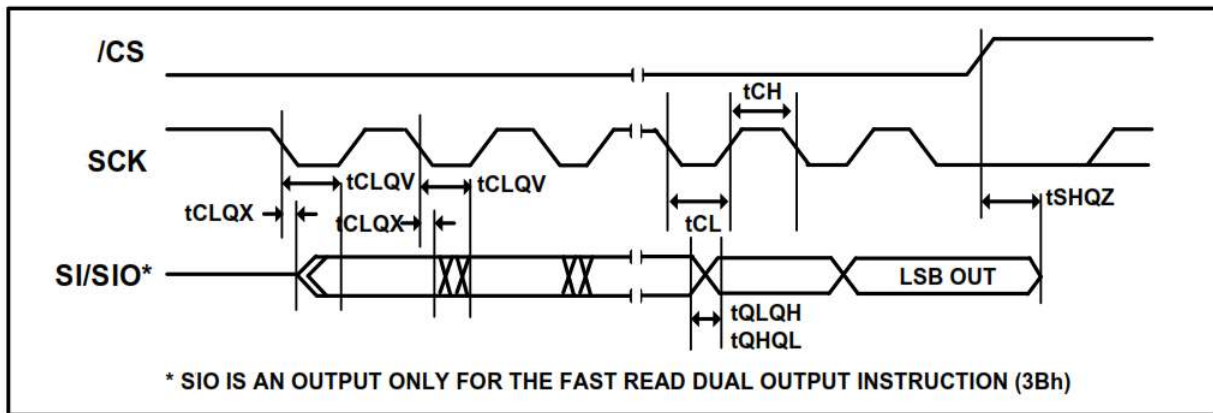 /CS
tCH
SCK
tCLQV
tCLQV
tSHQZ
tCLQX
tCLQX
tCL
SI/SIO*
LSB OUT
tQLQH
tQHQL
* SIO IS AN OUTPUT ONLY FOR THE FAST READ DUAL OUTPUT INSTRUCTION (3Bh)